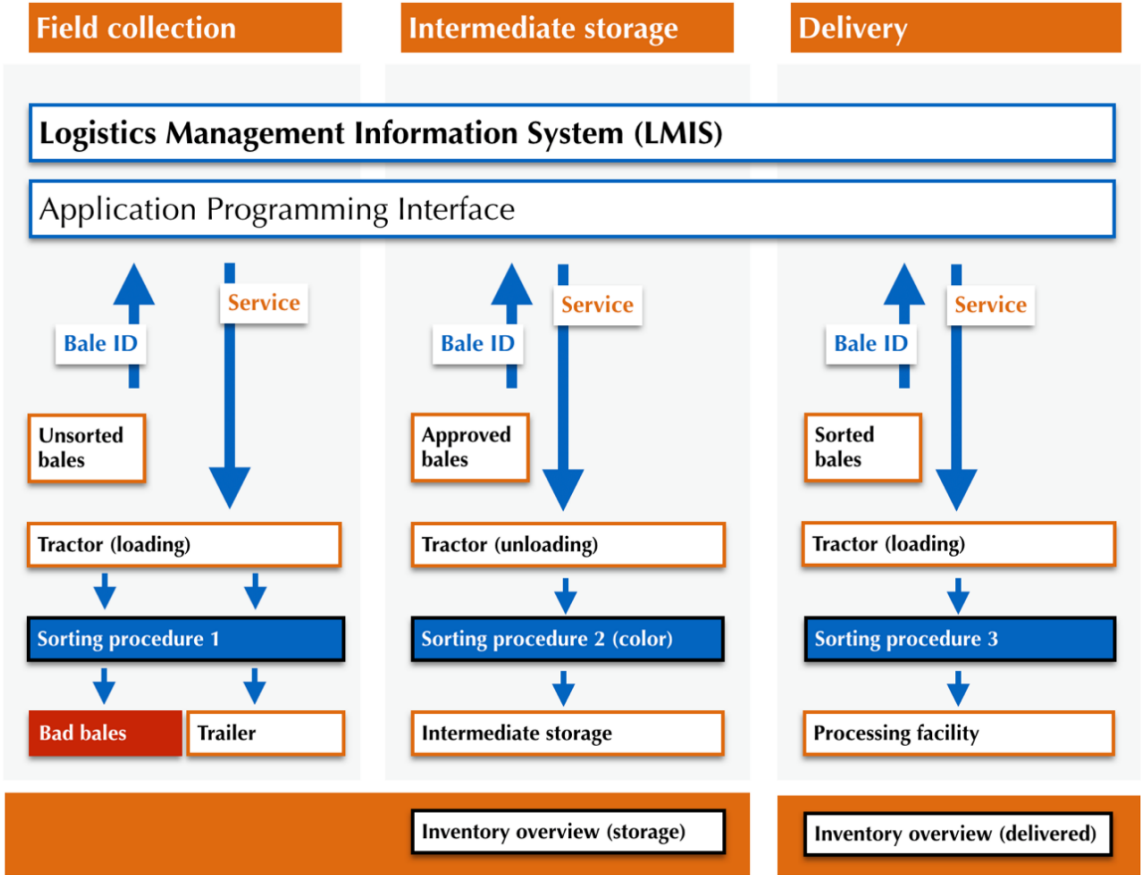 Field collection
Intermediate storage
Delivery
Logistics Management Information System (LMIS)
Application Programming Interface
Service
Bale ID
Unsorted
bales
Tractor (loading)
Sorting procedure 1
Bad bales
Trailer
Service
Bale ID
Approved
bales
Tractor (unloading)
Sorting procedure 2 (color)
Intermediate storage
Inventory overview (storage)
Service
Bale ID
Sorted
bales
Tractor (loading)
Sorting procedure 3
Processing facility
Inventory overview (delivered)